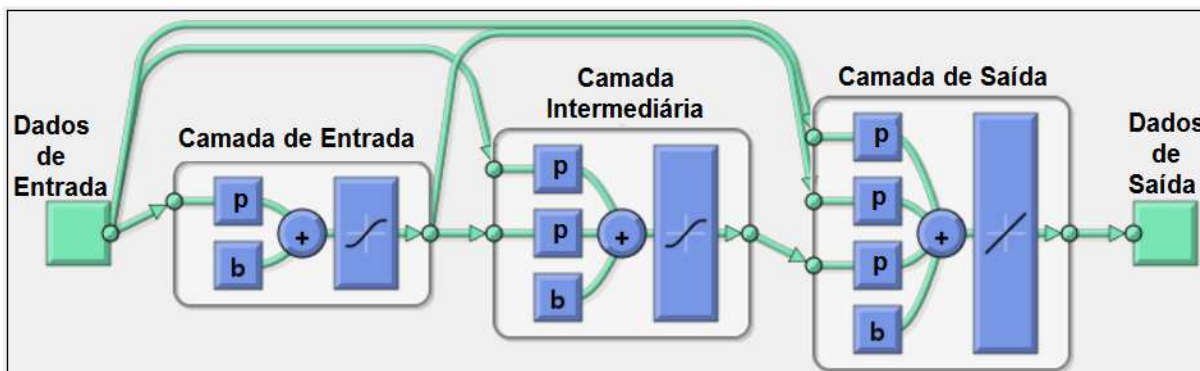 Dados
de
Entrada
Camada de Entrada
p
b
+
Camada
Intermediária
p
p
b
+
Camada de Saída
p
p
p
b
+
Dados
de
Saída